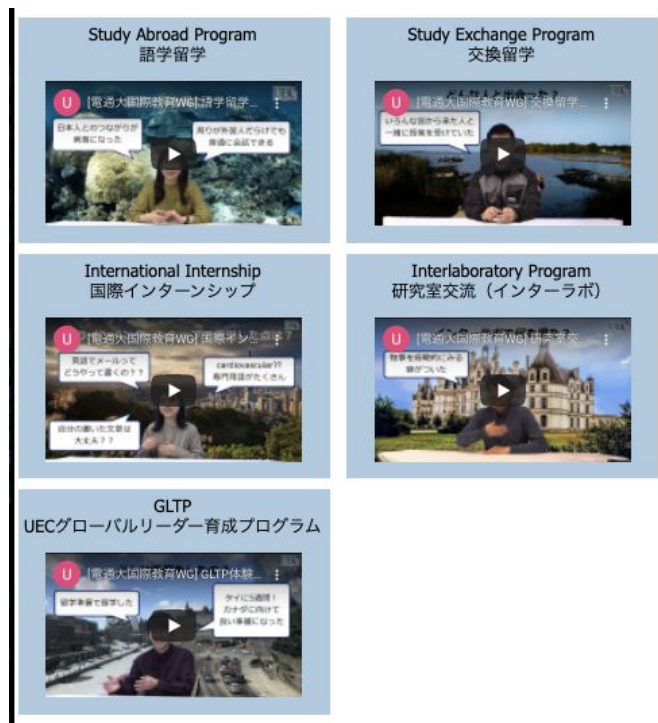 Study Abroad Program
語学留学
U [電通大国際教育WG] 語学留学...
日本人とのつながりが
刺激になった
周りが外国人だらけでも
普通に会話できる
Study Exchange Program
交換留学
どんな人と出会った？
U [電通大国際教育WG] 交換留学...
いろんな国から来た人と
一緒に授業を受けていた
International Internship
国際インターンシップ
U [電通大国際教育WG] 国際イン...
英語でメールって
どうやって書くの？？
cardiovascular??
専門用語がたくさん
自分の書いた文章は
大丈夫？？
Interlaboratory Program
研究室交流（インターラボ）
U [電通大国際教育WG] 研究室交...
物事を長期的にみる
癖がついた
GLTP
UECグローバルリーダー育成プログラム
U [電通大国際教育WG] GLTP体験...
留学準備で留学した
タイに5週間！
カナダに向けて
良い準備になった